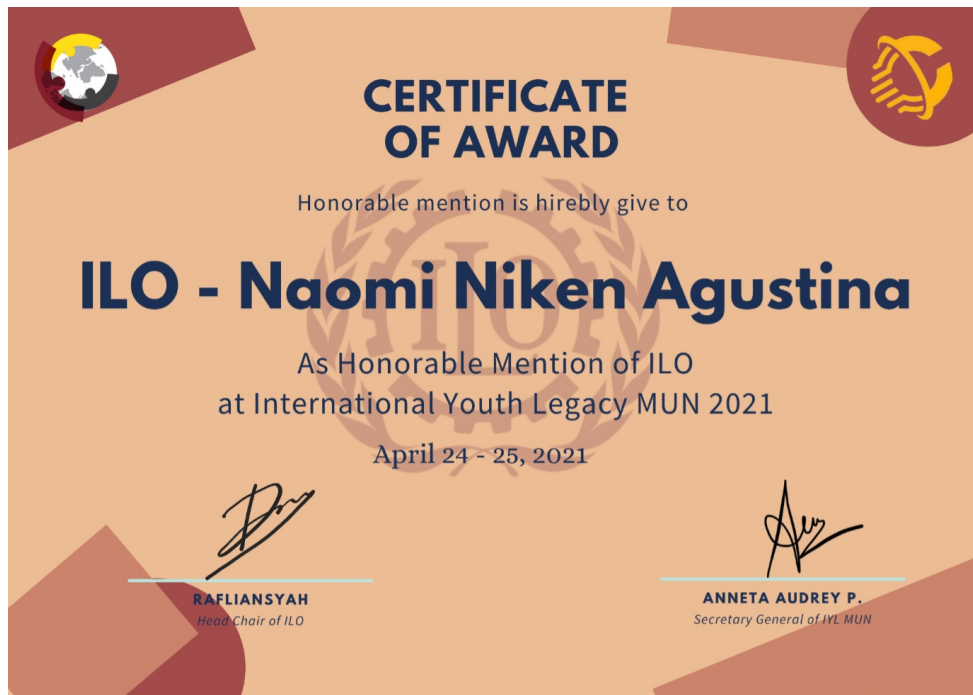 CERTIFICATE
OF AWARD
Honorable mention is hirebly give to
ILO
ILO - Naomi Niken Agustina
As Honorable Mention of ILO
at International Youth Legacy MUN 2021
April 24 - 25, 2021
RAFLIANSYAH
Head Chair of ILO
ANNETA AUDREY P.
Secretary General of IYL MUN